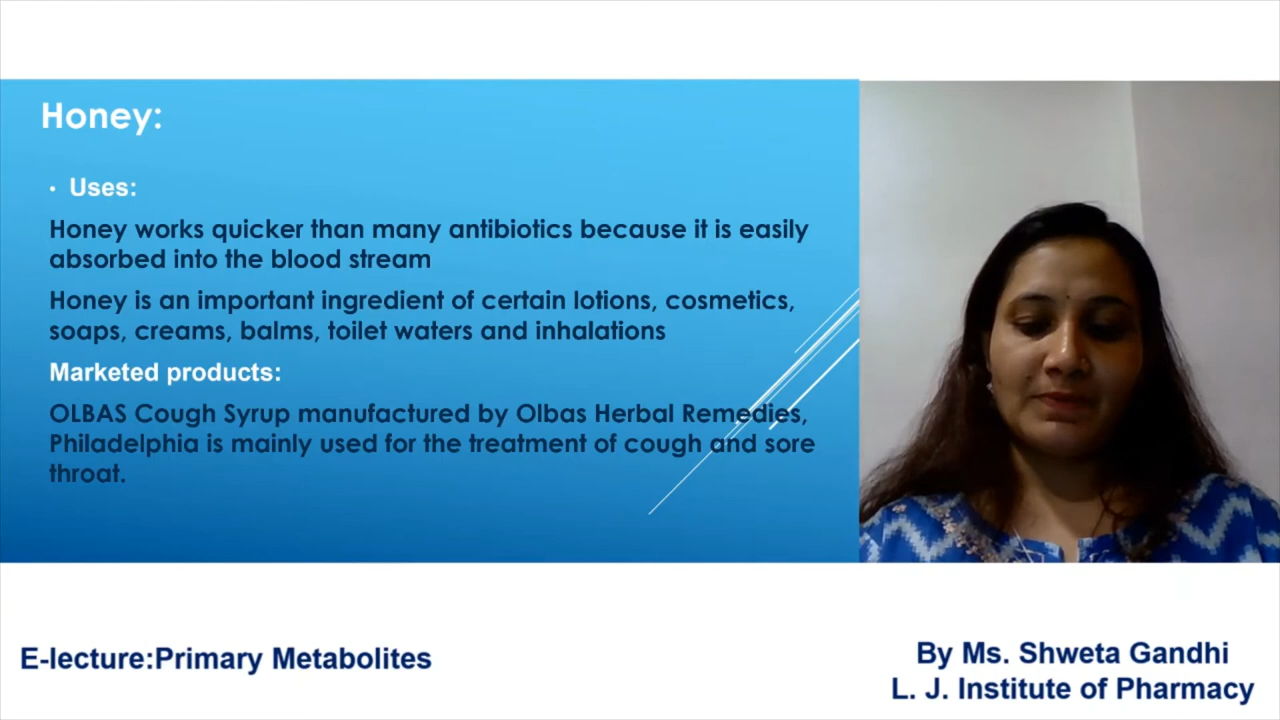 Honey:
• Uses:
Honey works quicker than many antibiotics because it is easily
absorbed into the blood stream
Honey is an important ingredient of certain lotions, cosmetics,
soaps, creams, balms, toilet waters and inhalations
Marketed products:
OLBAS Cough Syrup manufactured by Olbas Herbal Remedies,
Philadelphia is mainly used for the treatment of cough and sore
throat.
E-lecture:Primary Metabolites
By Ms. Shweta Gandhi
L. J. Institute of Pharmacy